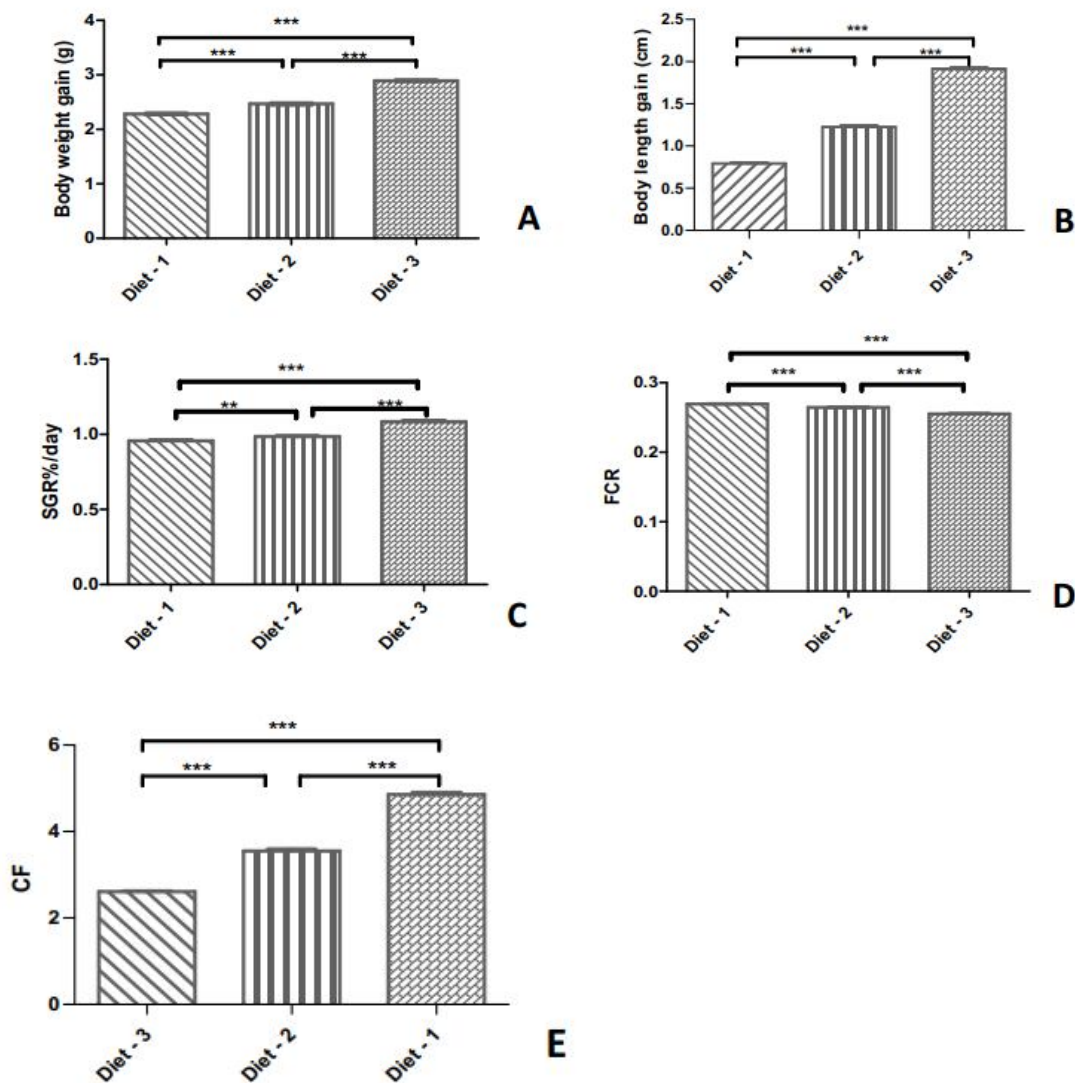 Body weight gain (g)
4
3
2
1
0
***
***
***
Diet - 1
Diet - 2
Diet - 3
A
Body length gain (cm)
2.5
2.0
1.5
1.0
0.5
0.0
***
***
***
Diet - 1
Diet - 2
Diet - 3
B
SGR%/day
1.5
1.0
0.5
0.0
***
**
***
Diet - 1
Diet - 2
Diet - 3
C
FCR
0.3
0.2
0.1
0.0
***
***
***
Diet - 1
Diet - 2
Diet - 3
D
CF
6
4
2
0
***
***
***
Diet - 3
Diet - 2
Diet - 1
E